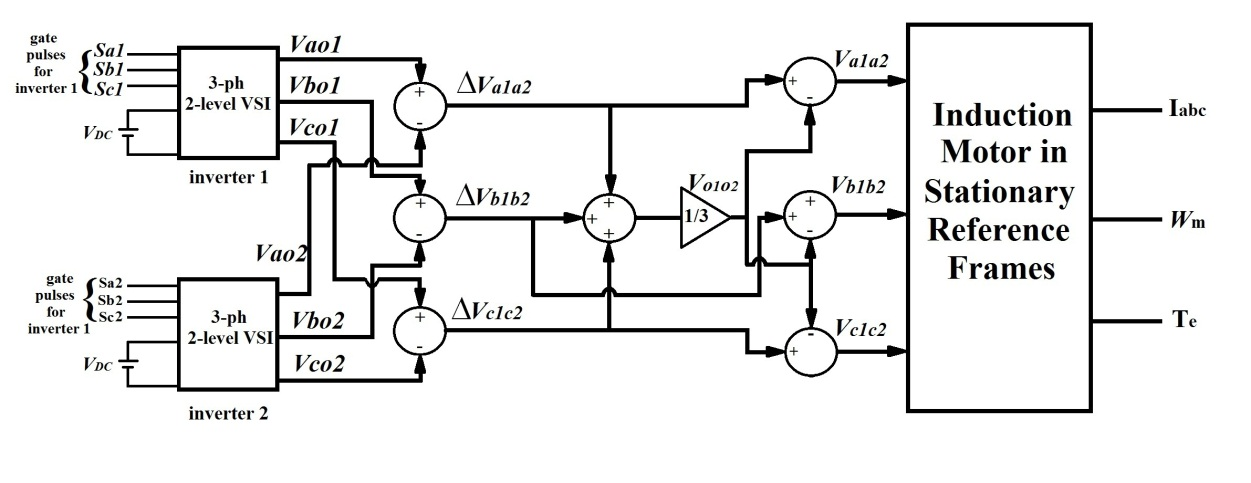 gate
pulses
for
inverter 1
Sa1
Sb1
Sc1
VDC
3-ph
2-level VSI
inverter 1
Vao1
Vbo1
Vco1
+
-
ΔVa1a2
+
-
ΔVb1b2
+
-
ΔVc1c2
Vao2
gate
pulses
for
inverter 1
Sa2
Sb2
Sc2
VDC
3-ph
2-level VSI
inverter 2
Vbo2
Vco2
+
+
+
1/3
Vo1o2
+
-
Va1a2
+
+
-
Vb1b2
-
+
Vc1c2
Induction
Motor in
Stationary
Reference
Frames
Iabc
Wm
Te